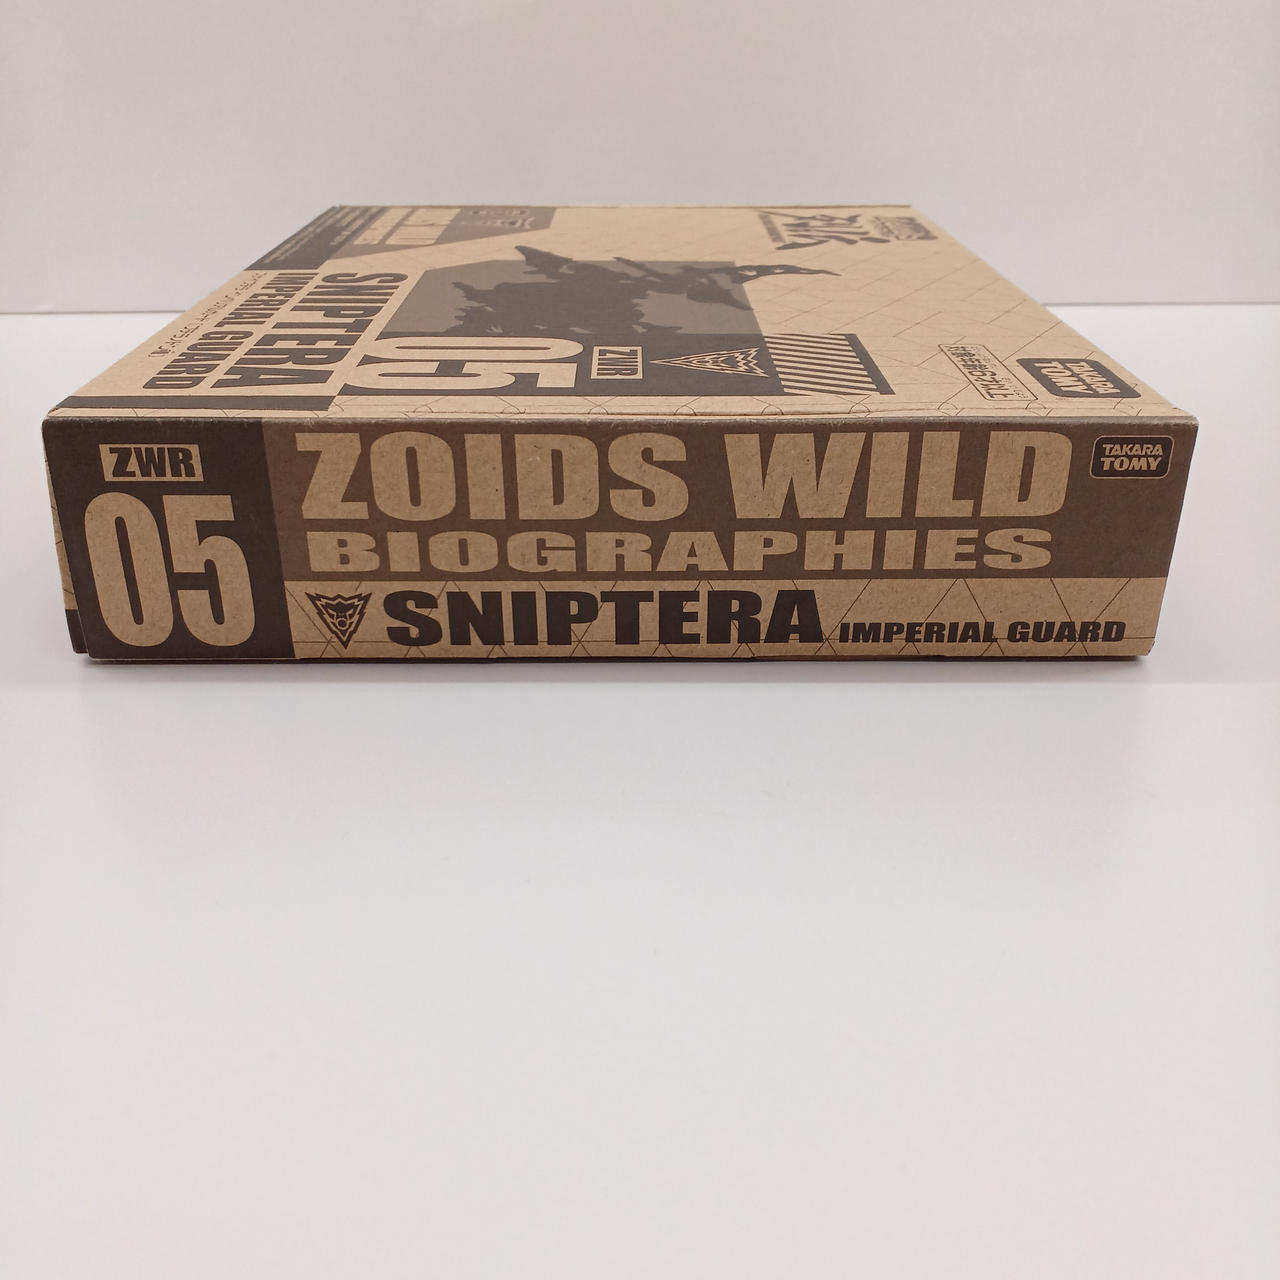 SNIPTERA
IMPERIAL GUARD
05
ZWR
TAKARA
TOMY
ZWR
05
ZOIDS WILD
BIOGRAPHIES
SNIPTERA IMPERIAL GUARD
TAKARA
TOMY